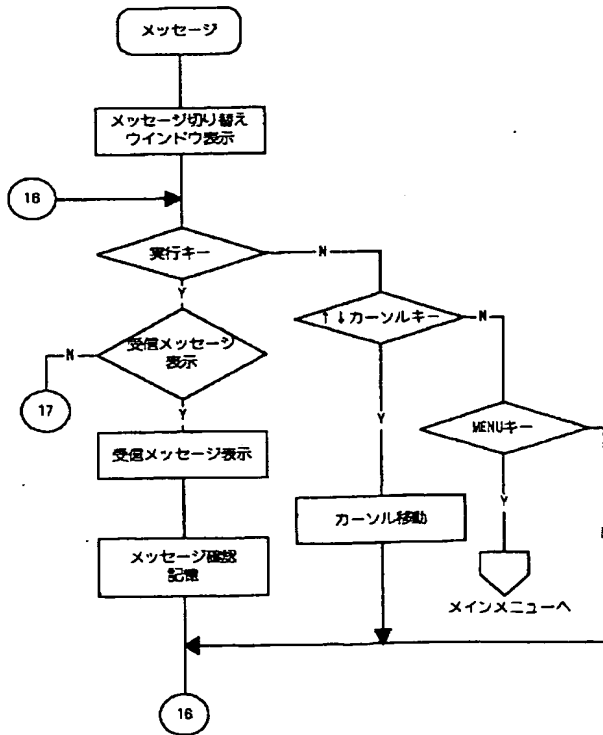 メッセージ
メッセージ切り替え
ウインドウ表示
16
実行キー
N
Y
↑↓カーソルキー
N
受信メッセージ
表示
N
17
Y
Y
MENUキー
受信メッセージ表示
カーソル移動
Y
メッセージ確認
記憶
メインメニューへ
16